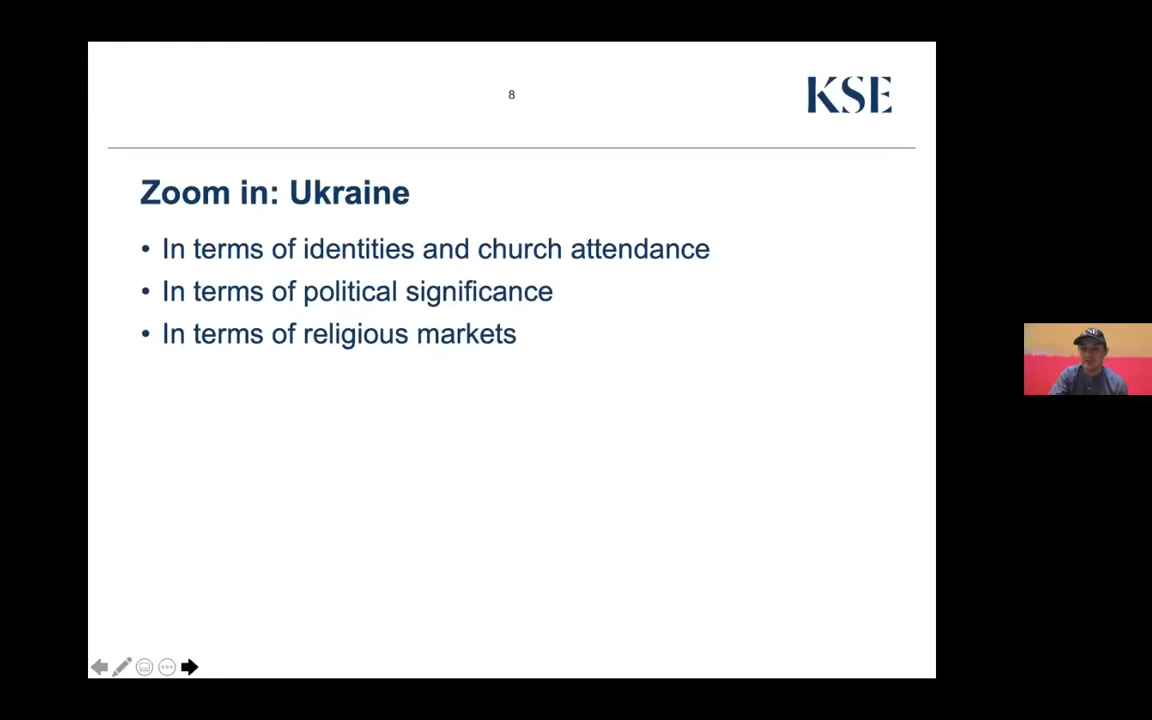 8
KSE
Zoom in: Ukraine
• In terms of identities and church attendance
• In terms of political significance
• In terms of religious markets